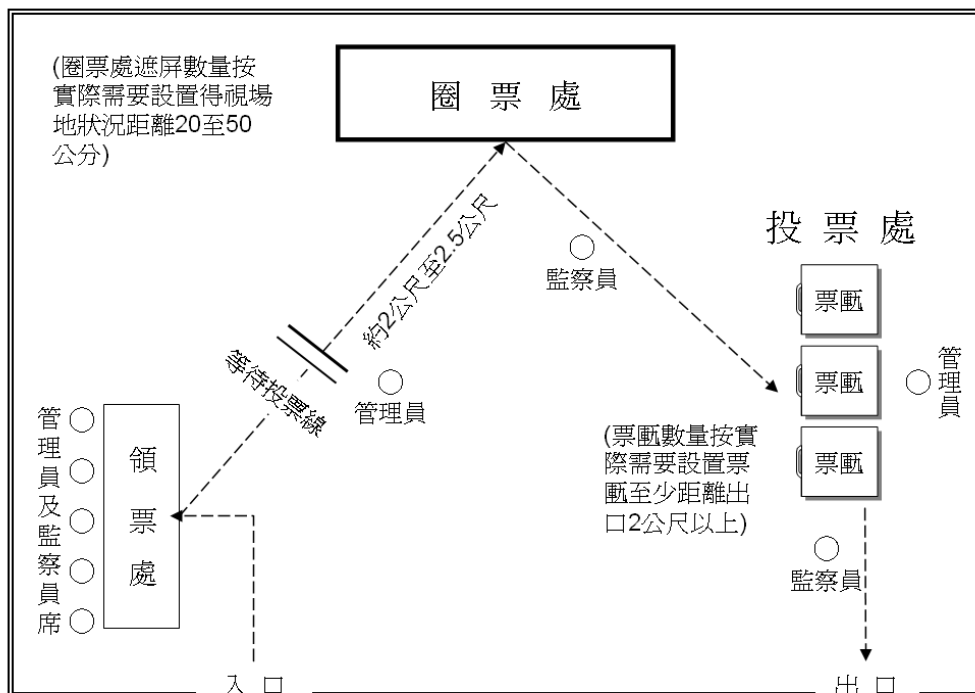 (圈票處遮屏數量按
實際需要設置得視場
地狀況距離20至50
公分)
圈票處
約2公尺至2.5公尺
等待投票線
監察員
管理員
投票處
票匭
票匭
票匭
管理員
(票匭數量按實
際需要設置票
匭至少距離出
口2公尺以上)
監察員
管理員及監察員席
領票處
入口
出口